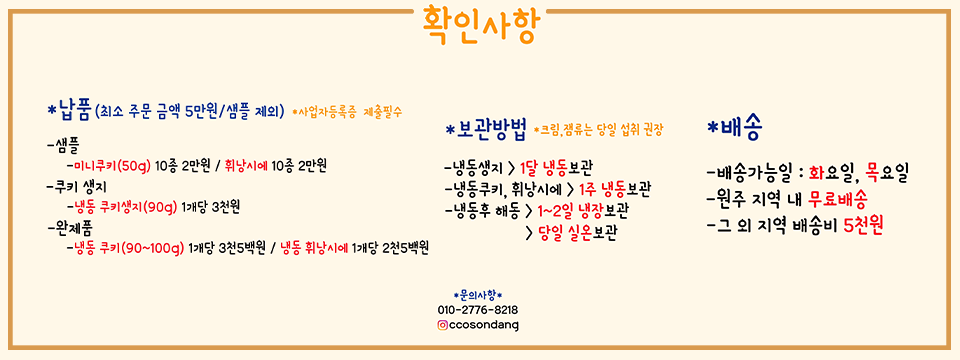 확인사항
*납품 (최소 주문 금액 5만원/샘플 제외) *사업자등록증 제출필수
-샘플
-미니쿠키(50g) 10종 2만원 / 휘낭시에 10종 2만원
-쿠키 생지
-냉동 쿠키생지(90g) 1개당 3천원
-완제품
-냉동 쿠키(90~100g) 1개당 3천5백원 / 냉동 휘낭시에 1개당 2천5백원
*보관방법 *크림,잼류는 당일 섭취 권장
-냉동생지 > 1달 냉동보관
-냉동쿠키, 휘낭시에 > 1주 냉동보관
-냉동후 해동 > 1~2일 냉장보관
> 당일 실온보관
*배송
-배송가능일 : 화요일, 목요일
-원주 지역 내 무료배송
-그 외 지역 배송비 5천원
*문의사항*
010-2776-8218
ccosondang